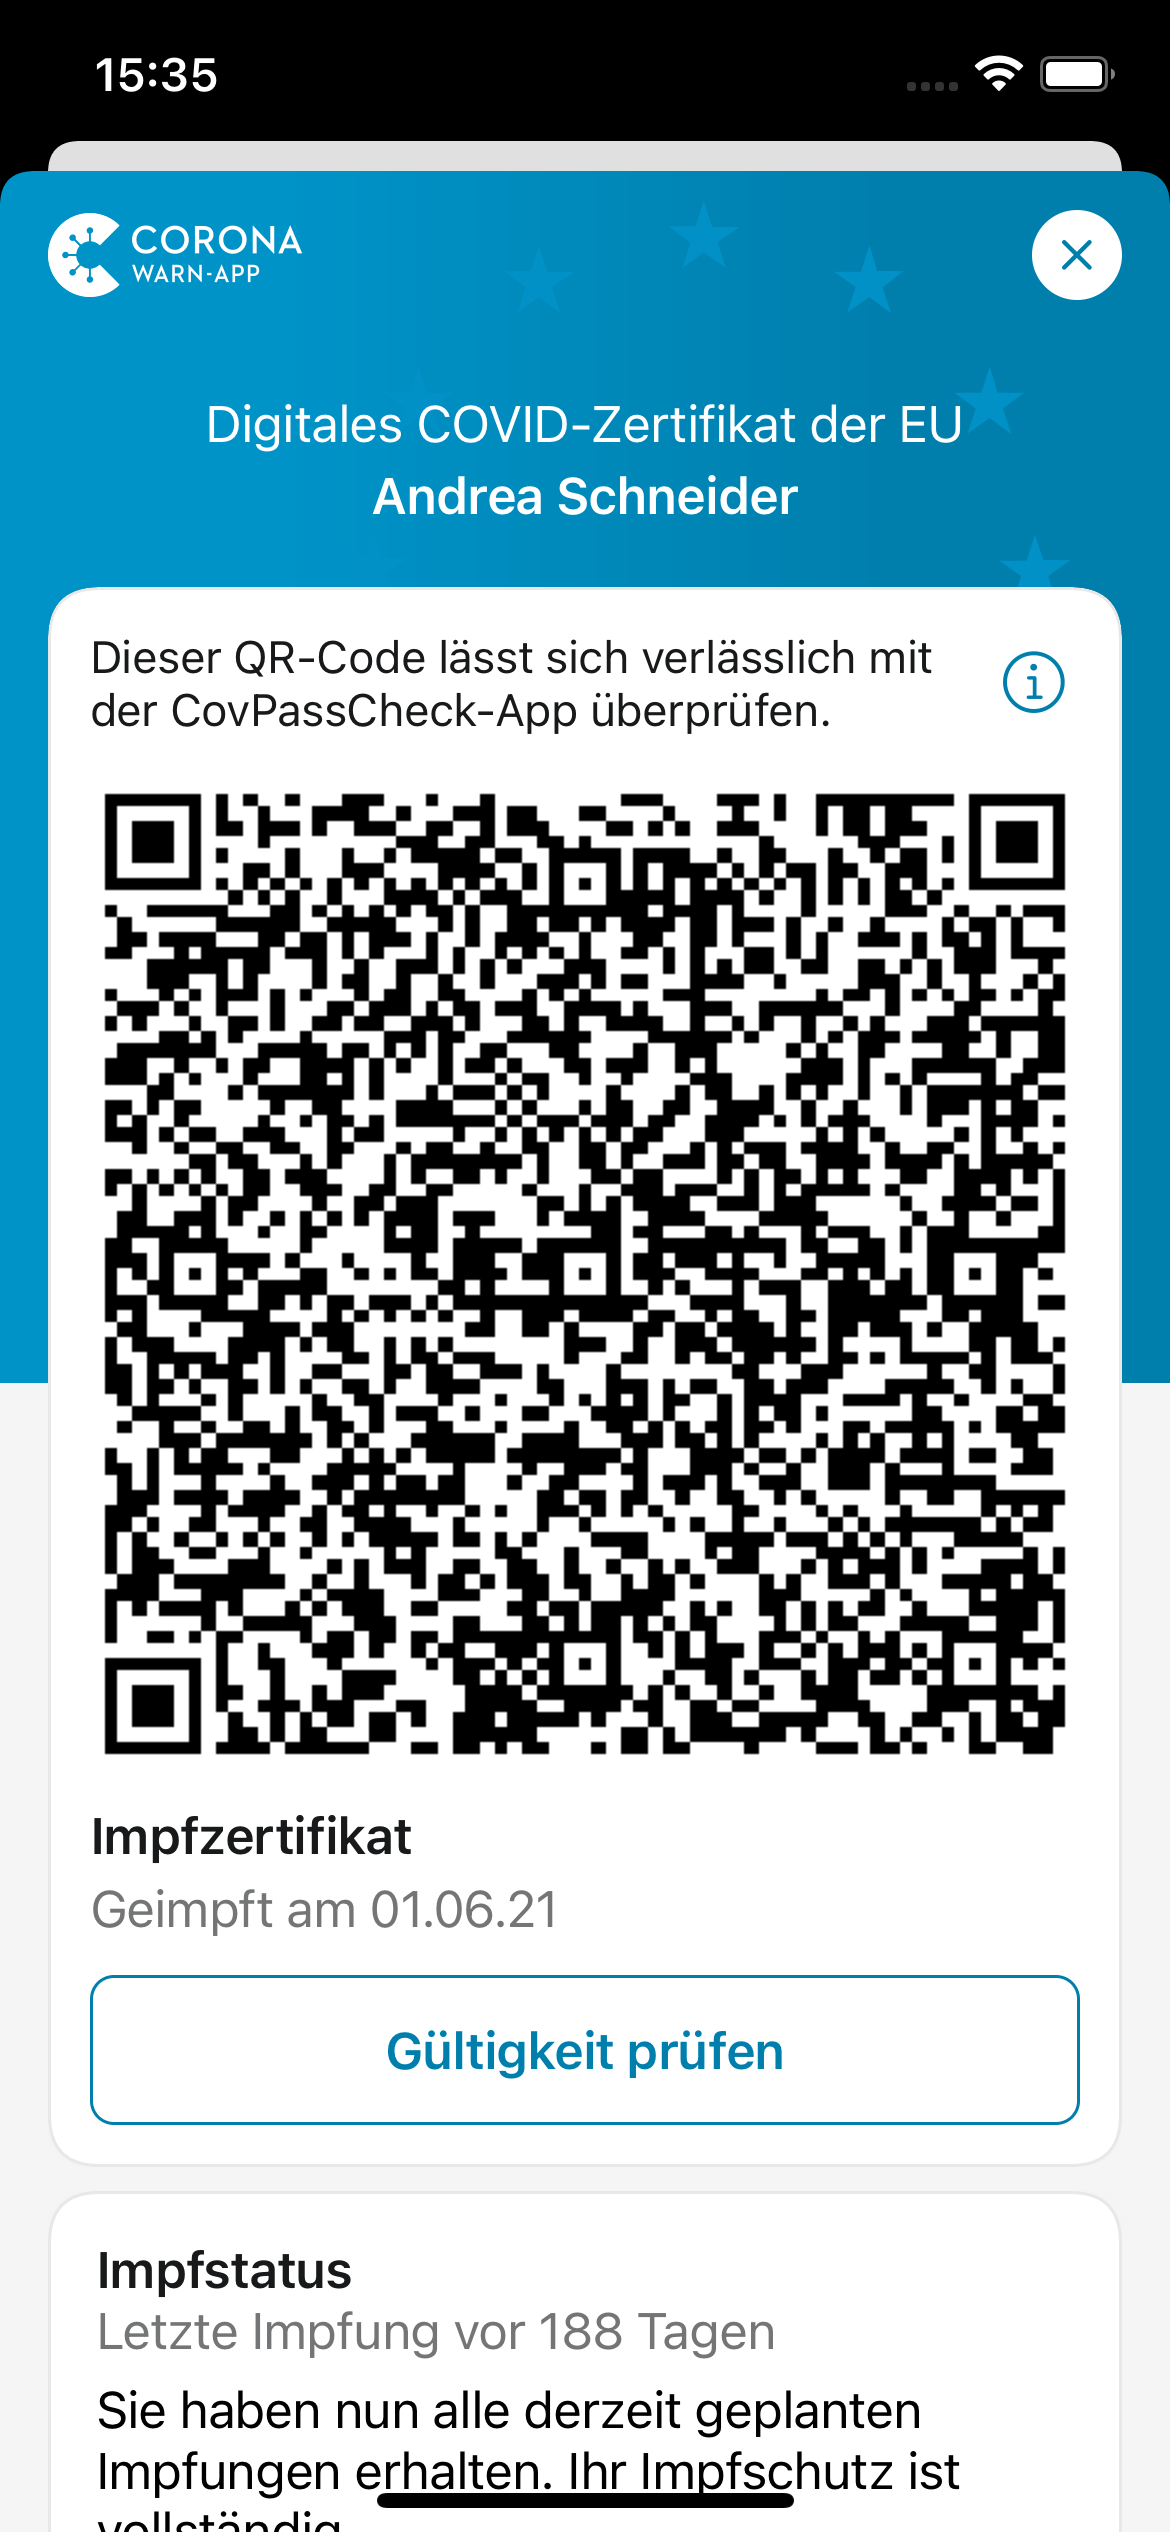 15:35
CORONA
WARN-APP
Digitales COVID-Zertifikat der EU
Andrea Schneider
Dieser QR-Code lässt sich verlässlich mit
der CovPassCheck-App überprüfen.
Impfzertifikat
Geimpft am 01.06.21
Gültigkeit prüfen
Impfstatus
Letzte Impfung vor 188 Tagen
Sie haben nun alle derzeit geplanten
Impfungen erhalten. Ihr Impfschutz ist
vollständig